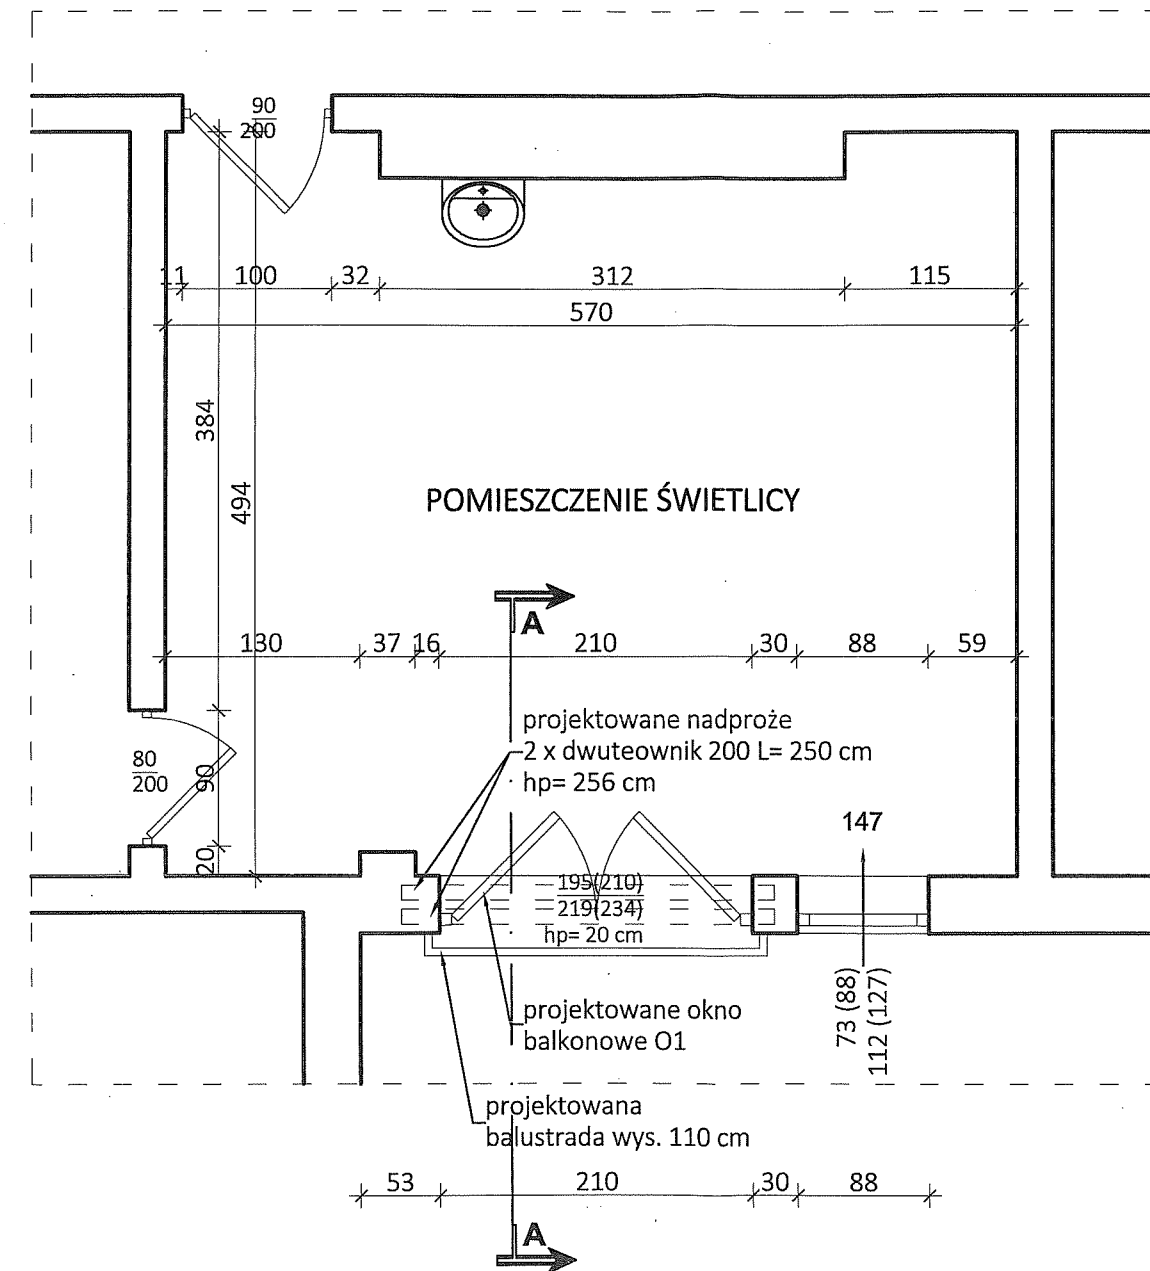 90
200
11
100
32
312
115
570
384
494
POMIESZCZENIE ŚWIETLICY
A
130
37
16
210
30
88
59
projektowane nadproże
2 x dwuteownik 200 L= 250 cm
hp= 256 cm
80
200
90
20
147
195(210)
219(234)
hp= 20 cm
73 (88)
112 (127)
projektowane okno
balkonowe O1
projektowana
balustrada wys. 110 cm
53
210
30
88
A